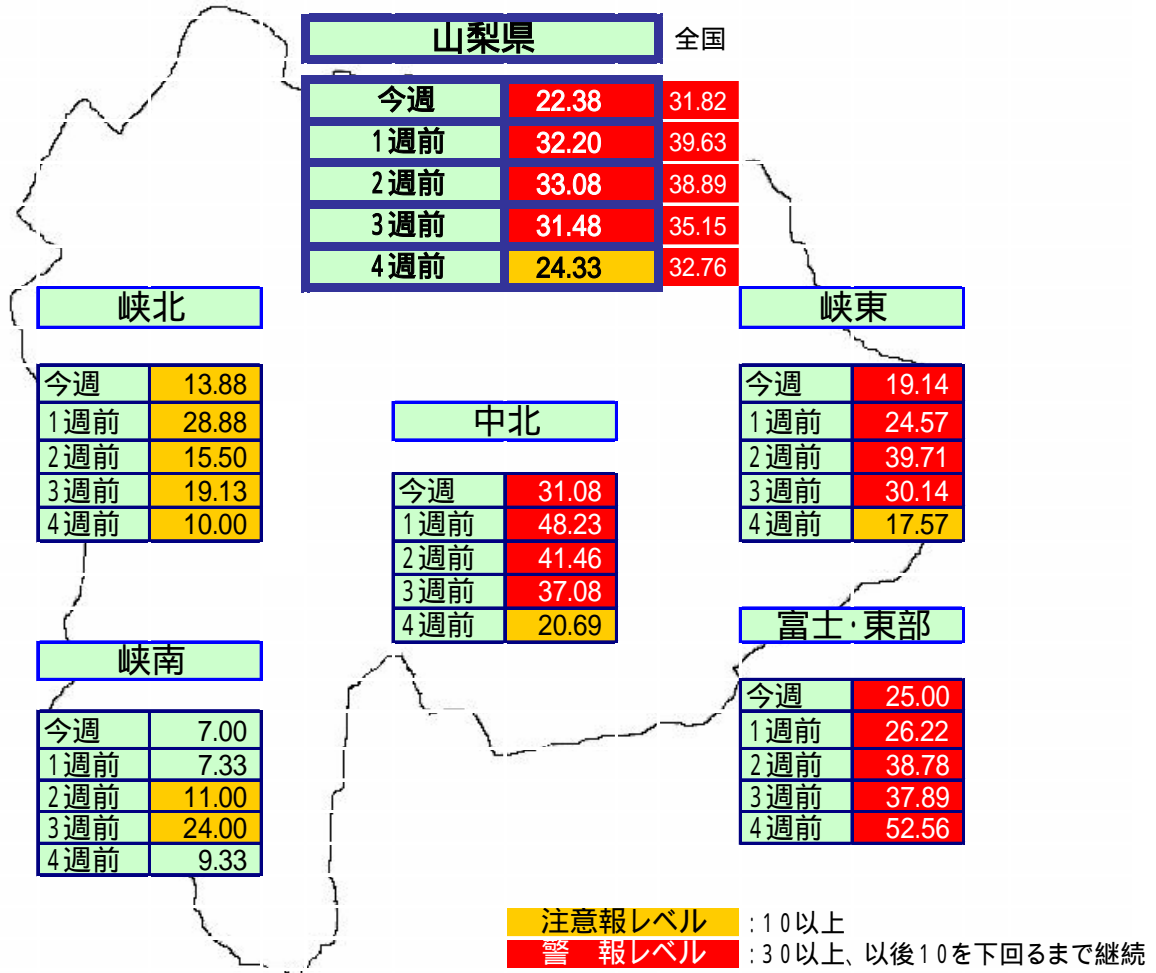 山梨県 全国
今週 22.38 31.82
1週前 32.20 39.63
2週前 33.08 38.89
3週前 31.48 35.15
4週前 24.33 32.76
峡北
今週 13.88
1週前 28.88
2週前 15.50
3週前 19.13
4週前 10.00
中北
今週 31.08
1週前 48.23
2週前 41.46
3週前 37.08
4週前 20.69
峡東
今週 19.14
1週前 24.57
2週前 39.71
3週前 30.14
4週前 17.57
峡南
今週 7.00
1週前 7.33
2週前 11.00
3週前 24.00
4週前 9.33
富士・東部
今週 25.00
1週前 26.22
2週前 38.78
3週前 37.89
4週前 52.56
注意報レベル :10以上
警 報レベル :30以上、以後10を下回るまで継続